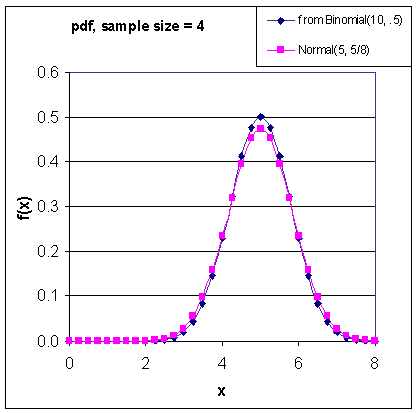 pdf, sample size = 4
from Binomial(10, .5)
Normal(5, 5/8)
0.6
0.5
0.4
0.3
0.2
0.1
0.0
f(x)
0 2 4 6 8
x